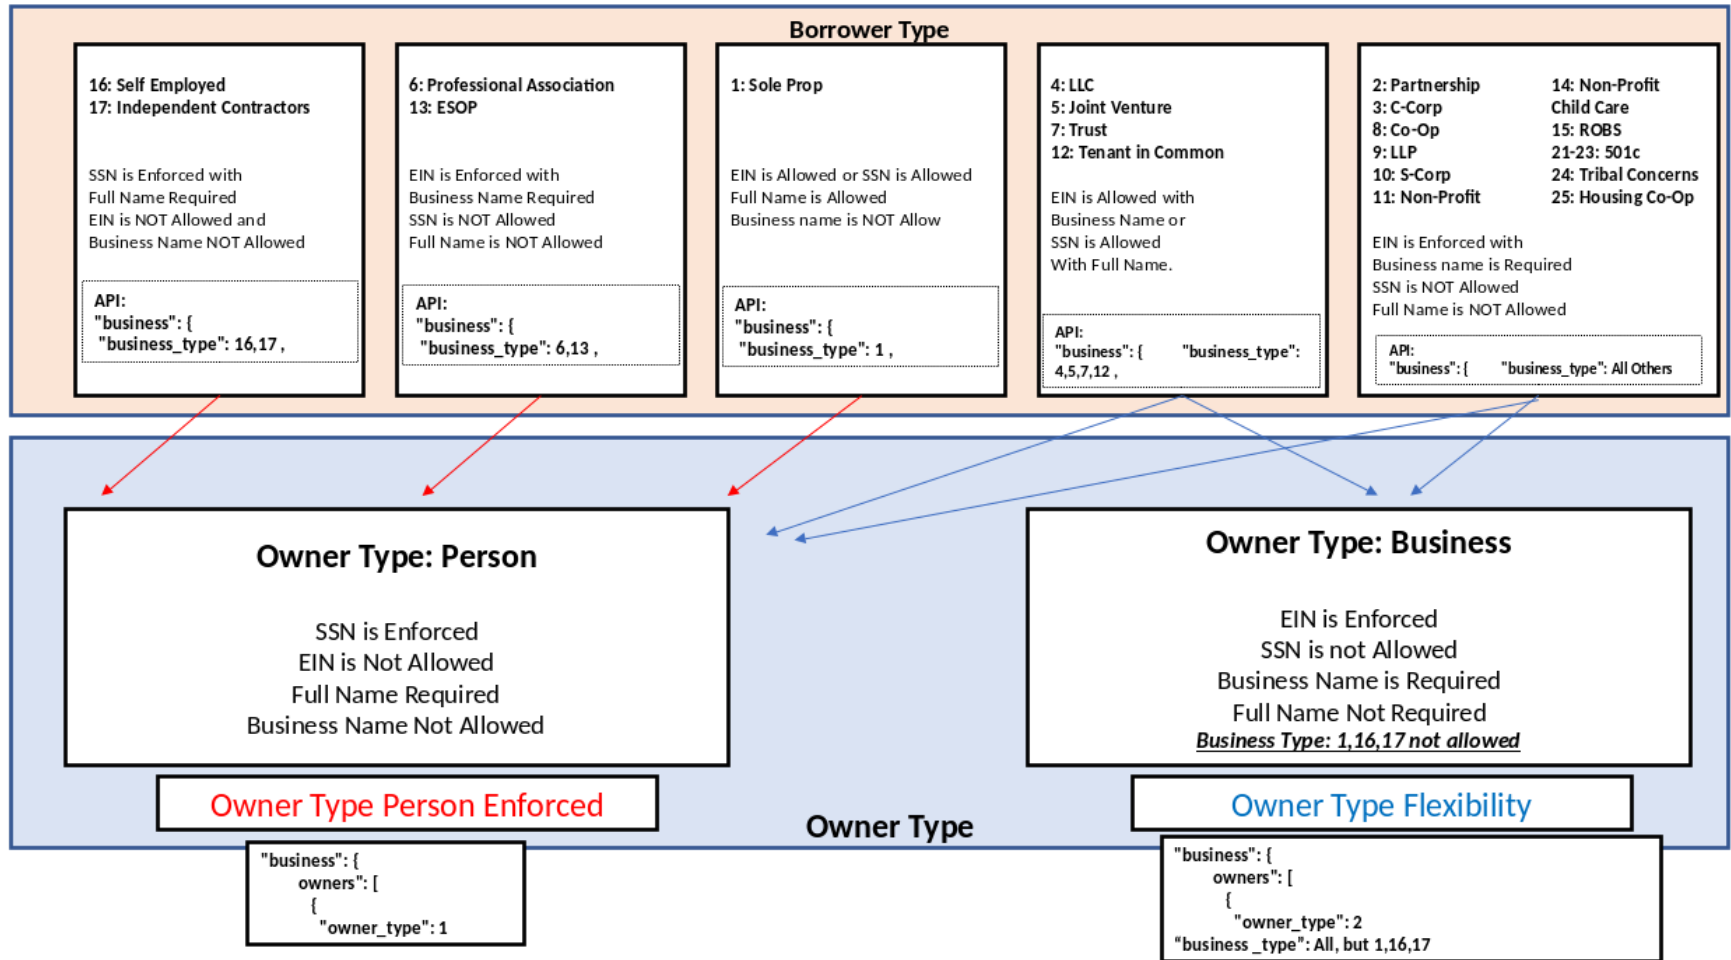 Borrower Type
16: Self Employed
17: Independent Contractors
SSN is Enforced with
Full Name Required
EIN is NOT Allowed and
Business Name NOT Allowed
API:
"business": {
"business_type": 16,17 ,
6: Professional Association
13: ESOP
EIN is Enforced with
Business Name Required
SSN is NOT Allowed
Full Name is NOT Allowed
API:
"business": {
"business_type": 6,13 ,
1: Sole Prop
EIN is Allowed or SSN is Allowed
Full Name is Allowed
Business name is NOT Allow
API:
"business": {
"business_type": 1 ,
4: LLC
5: Joint Venture
7: Trust
12: Tenant in Common
EIN is Allowed with
Business Name or
SSN is Allowed
With Full Name.
API:
"business": { "business_type":
4,5,7,12 ,
2: Partnership
3: C-Corp
8: Co-Op
9: LLP
10: S-Corp
11: Non-Profit
14: Non-Profit
Child Care
15: ROBS
21-23: 501c
24: Tribal Concerns
25: Housing Co-Op
EIN is Enforced with
Business name is Required
SSN is NOT Allowed
Full Name is NOT Allowed
API:
"business": { "business_type": All Others
Owner Type: Person
SSN is Enforced
EIN is Not Allowed
Full Name Required
Business Name Not Allowed
Owner Type: Business
EIN is Enforced
SSN is not Allowed
Business Name is Required
Full Name Not Required
Business Type: 1,16,17 not allowed
Owner Type Person Enforced
Owner Type
Owner Type Flexibility
"business": {
owners": [
{
"owner_type": 1
"business": {
owners": [
{
"owner_type": 2
“business _type”: All, but 1,16,17